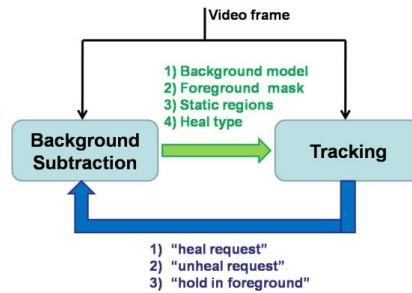 Video frame
1) Background model
2) Foreground mask
3) Static regions
4) Heal type
Background
Subtraction
Tracking
1) “heal request”
2) “unheal request”
3) “hold in foreground”